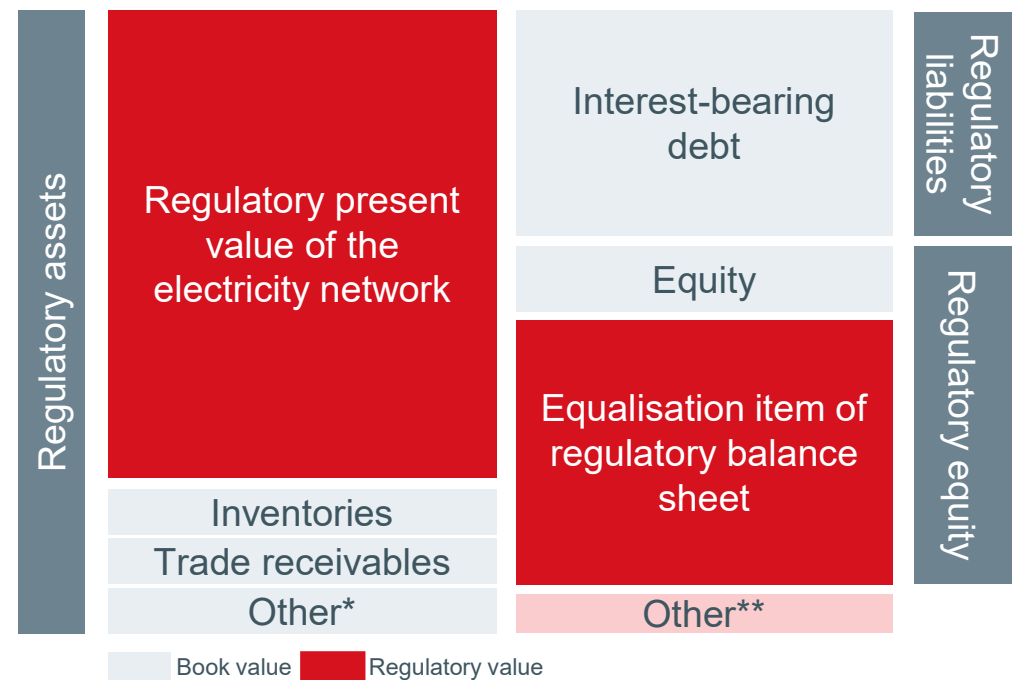 Regulatory assets
Regulatory present
value of the
electricity network
Inventories
Trade receivables
Other*
Interest-bearing
debt
Equity
Equalisation item of
regulatory balance
sheet
Other**
Regulatory
liabilities
Regulatory equity
Book value
Regulatory value